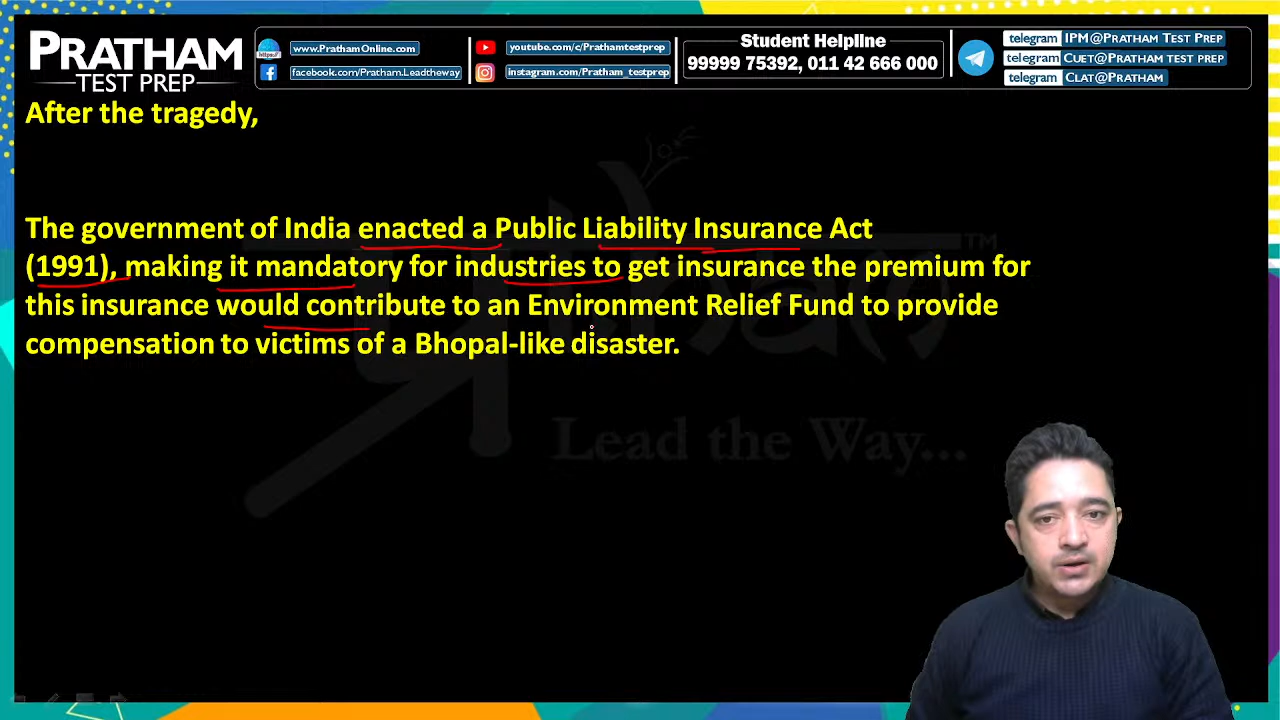 PRATHAM
TEST PREP
https://
www.PrathamOnline.com
facebook.com/Pratham.Leadtheway
youtube.com/c/Prathamtestprep
instagram.com/Pratham_testprep
Student Helpline
99999 75392, 011 42 666 000
telegram IPM@PRATHAM TEST PREP
telegram CUET@PRATHAM TEST PREP
telegram CLAT@PRATHAM
After the tragedy,
The government of India enacted a Public Liability Insurance Act
(1991), making it mandatory for industries to get insurance the premium for
this insurance would contribute to an Environment Relief Fund to provide
compensation to victims of a Bhopal-like disaster.
प्रथम
TM
Lead the Way...